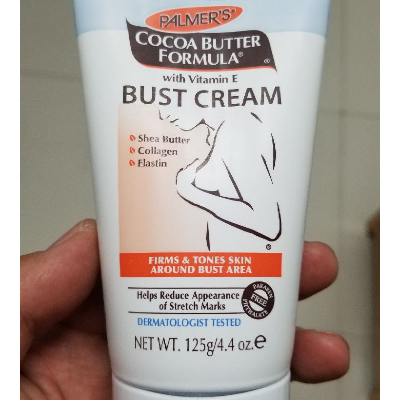 PALMER'S®
COCOA BUTTER
FORMULA®
with Vitamin E
BUST CREAM
Shea Butter
Collagen
Elastin
®
FIRMS & TONES SKIN
AROUND BUST AREA
Helps Reduce Appearance
of Stretch Marks
PARABEN
FREE
PHTHALATE
DERMATOLOGIST TESTED
NET WT. 125g/4.4 oz.e